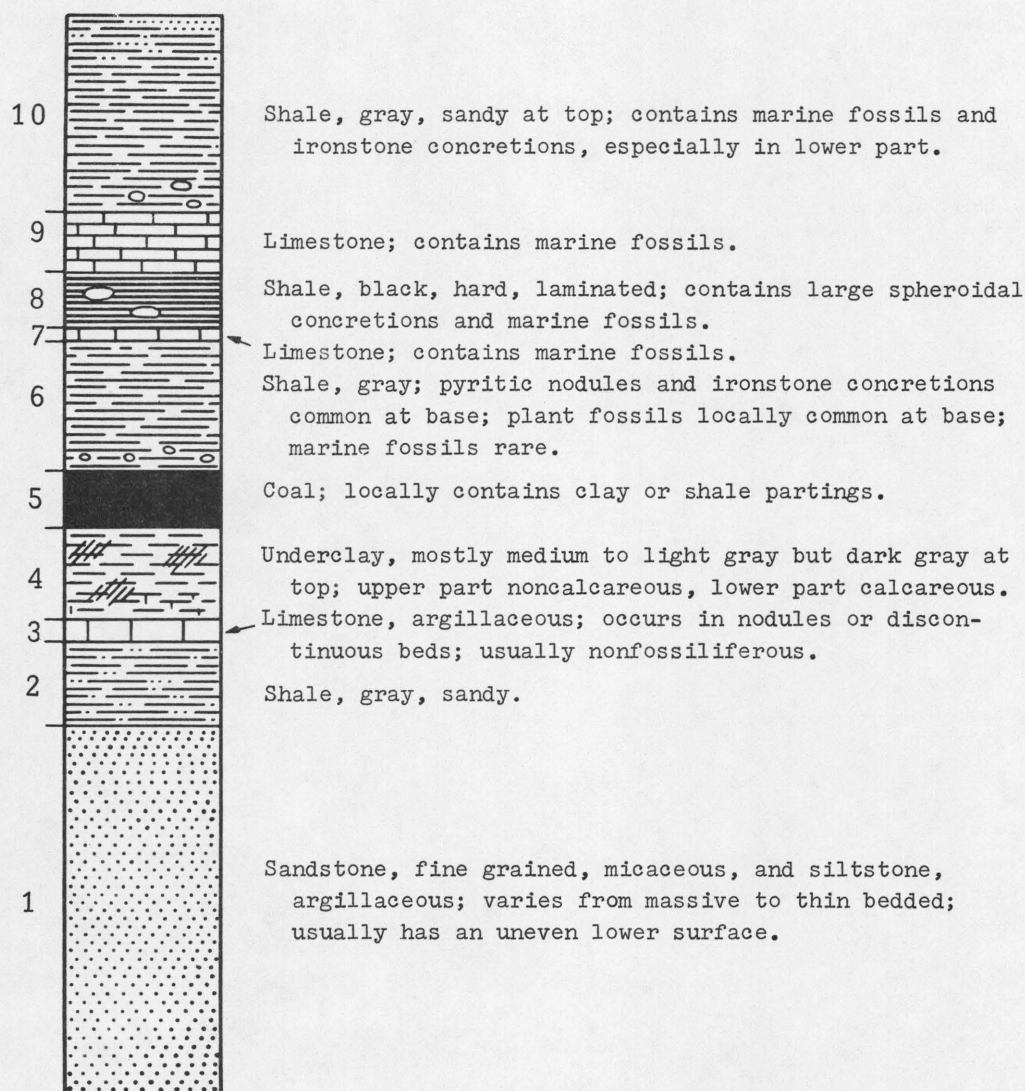 10
Shale, gray, sandy at top; contains marine fossils and
ironstone concretions, especially in lower part.
9
Limestone; contains marine fossils.
8
Shale, black, hard, laminated; contains large spheroidal
concretions and marine fossils.
7
Limestone; contains marine fossils.
6
Shale, gray; pyritic nodules and ironstone concretions
common at base; plant fossils locally common at base;
marine fossils rare.
5
Coal; locally contains clay or shale partings.
4
Underclay, mostly medium to light gray but dark gray at
top; upper part noncalcareous, lower part calcareous.
3
Limestone, argillaceous; occurs in nodules or discon-
tinuous beds; usually nonfossiliferous.
2
Shale, gray, sandy.
1
Sandstone, fine grained, micaceous, and siltstone,
argillaceous; varies from massive to thin bedded;
usually has an uneven lower surface.